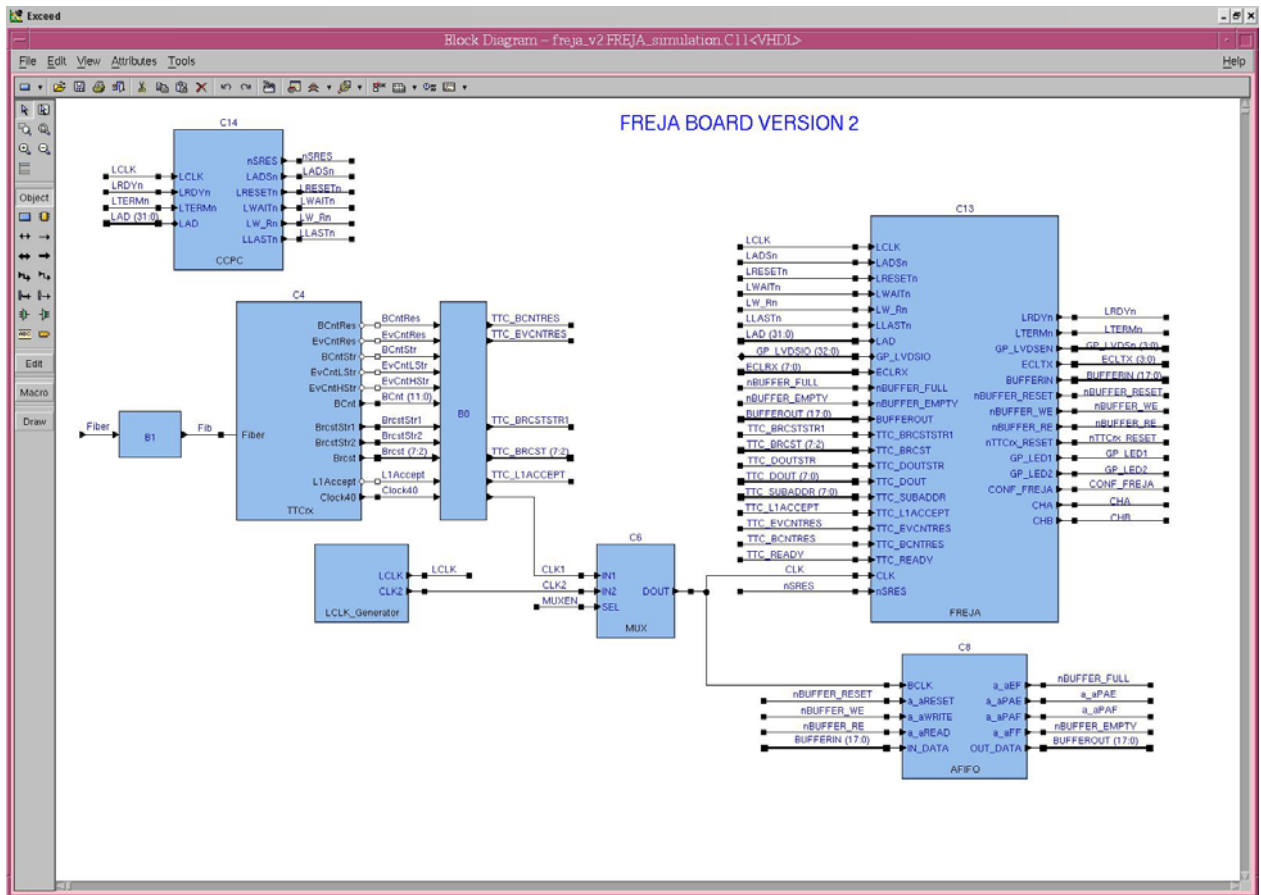 Exceed
Block Diagram – freja_v2 FREJA_simulation.C11<VHDL>
File Edit View Attributes Tools Help
Object
Edit
Macro
Draw
FREJA BOARD VERSION 2
C14
LCLK
LRDYn
LTERMn
LAD (31:0)
LCLK
LRDYn
LTERMn
LAD
nSRES
LADSn
LRESETn
LWAITn
LW_Rn
LLASTn
CCPC
nSRES
LADSn
LRESETn
LWAITn
LW_Rn
LLASTn
Fiber
B1
Fib
C4
Fiber
BCntRes
EvCntRes
BCntStr
EvCntLStr
EvCntHStr
BCnt
BrcstStr1
BrcstStr2
Brcst
L1Accept
Clock40
TTCrx
BCntRes
EvCntRes
BCntStr
EvCntLStr
EvCntHStr
BCnt (11:0)
BrcstStr1
BrcstStr2
Brcst (7:2)
L1Accept
Clock40
B0
TTC_BCNTRES
TTC_EVCNTRES
TTC_BRCSTSTR1
TTC_BRCST (7:2)
TTC_L1ACCEPT
LCLK
CLK2
LCLK_Generator
LCLK
C6
CLK1
CLK2
MUXEN
IN1
IN2
SEL
DOUT
MUX
C13
LCLK
LADSn
LRESETn
LWAITn
LW_Rn
LLASTn
LAD (31:0)
GP_LVDSIO (32:0)
ECLRX (7:0)
nBUFFER_FULL
nBUFFER_EMPTY
BUFFEROUT (17:0)
TTC_BRCSTSTR1
TTC_BRCST (7:2)
TTC_DOUTSTR
TTC_DOUT (7:0)
TTC_SUBADDR (7:0)
TTC_L1ACCEPT
TTC_EVCNTRES
TTC_BCNTRES
TTC_READY
CLK
nSRES
LCLK
LADSn
LRESETn
LWAITn
LW_Rn
LLASTn
LAD
GP_LVDSIO
ECLRX
nBUFFER_FULL
nBUFFER_EMPTY
BUFFEROUT
TTC_BRCSTSTR1
TTC_BRCST
TTC_DOUTSTR
TTC_DOUT
TTC_SUBADDR
TTC_L1ACCEPT
TTC_EVCNTRES
TTC_BCNTRES
TTC_READY
CLK
nSRES
LRDYn
LTERMn
GP_LVDSEN
ECLTX
BUFFERIN
nBUFFER_RESET
nBUFFER_WE
nBUFFER_RE
nTTCrx_RESET
GP_LED1
GP_LED2
CONF_FREJA
CHA
CHB
FREJA
LRDYn
LTERMn
GP_LVDSn (3:0)
ECLTX (3:0)
BUFFERIN (17:0)
nBUFFER_RESET
nBUFFER_WE
nBUFFER_RE
nTTCrx_RESET
GP_LED1
GP_LED2
CONF_FREJA
CHA
CHB
C8
nBUFFER_RESET
nBUFFER_WE
nBUFFER_RE
BUFFERIN (17:0)
BCLK
a_aRESET
a_aWRITE
a_aREAD
IN_DATA
a_aEF
a_aPAE
a_aPAF
a_aFF
OUT_DATA
AFIFO
nBUFFER_FULL
a_aPAE
a_aPAF
nBUFFER_EMPTY
BUFFEROUT (17:0)